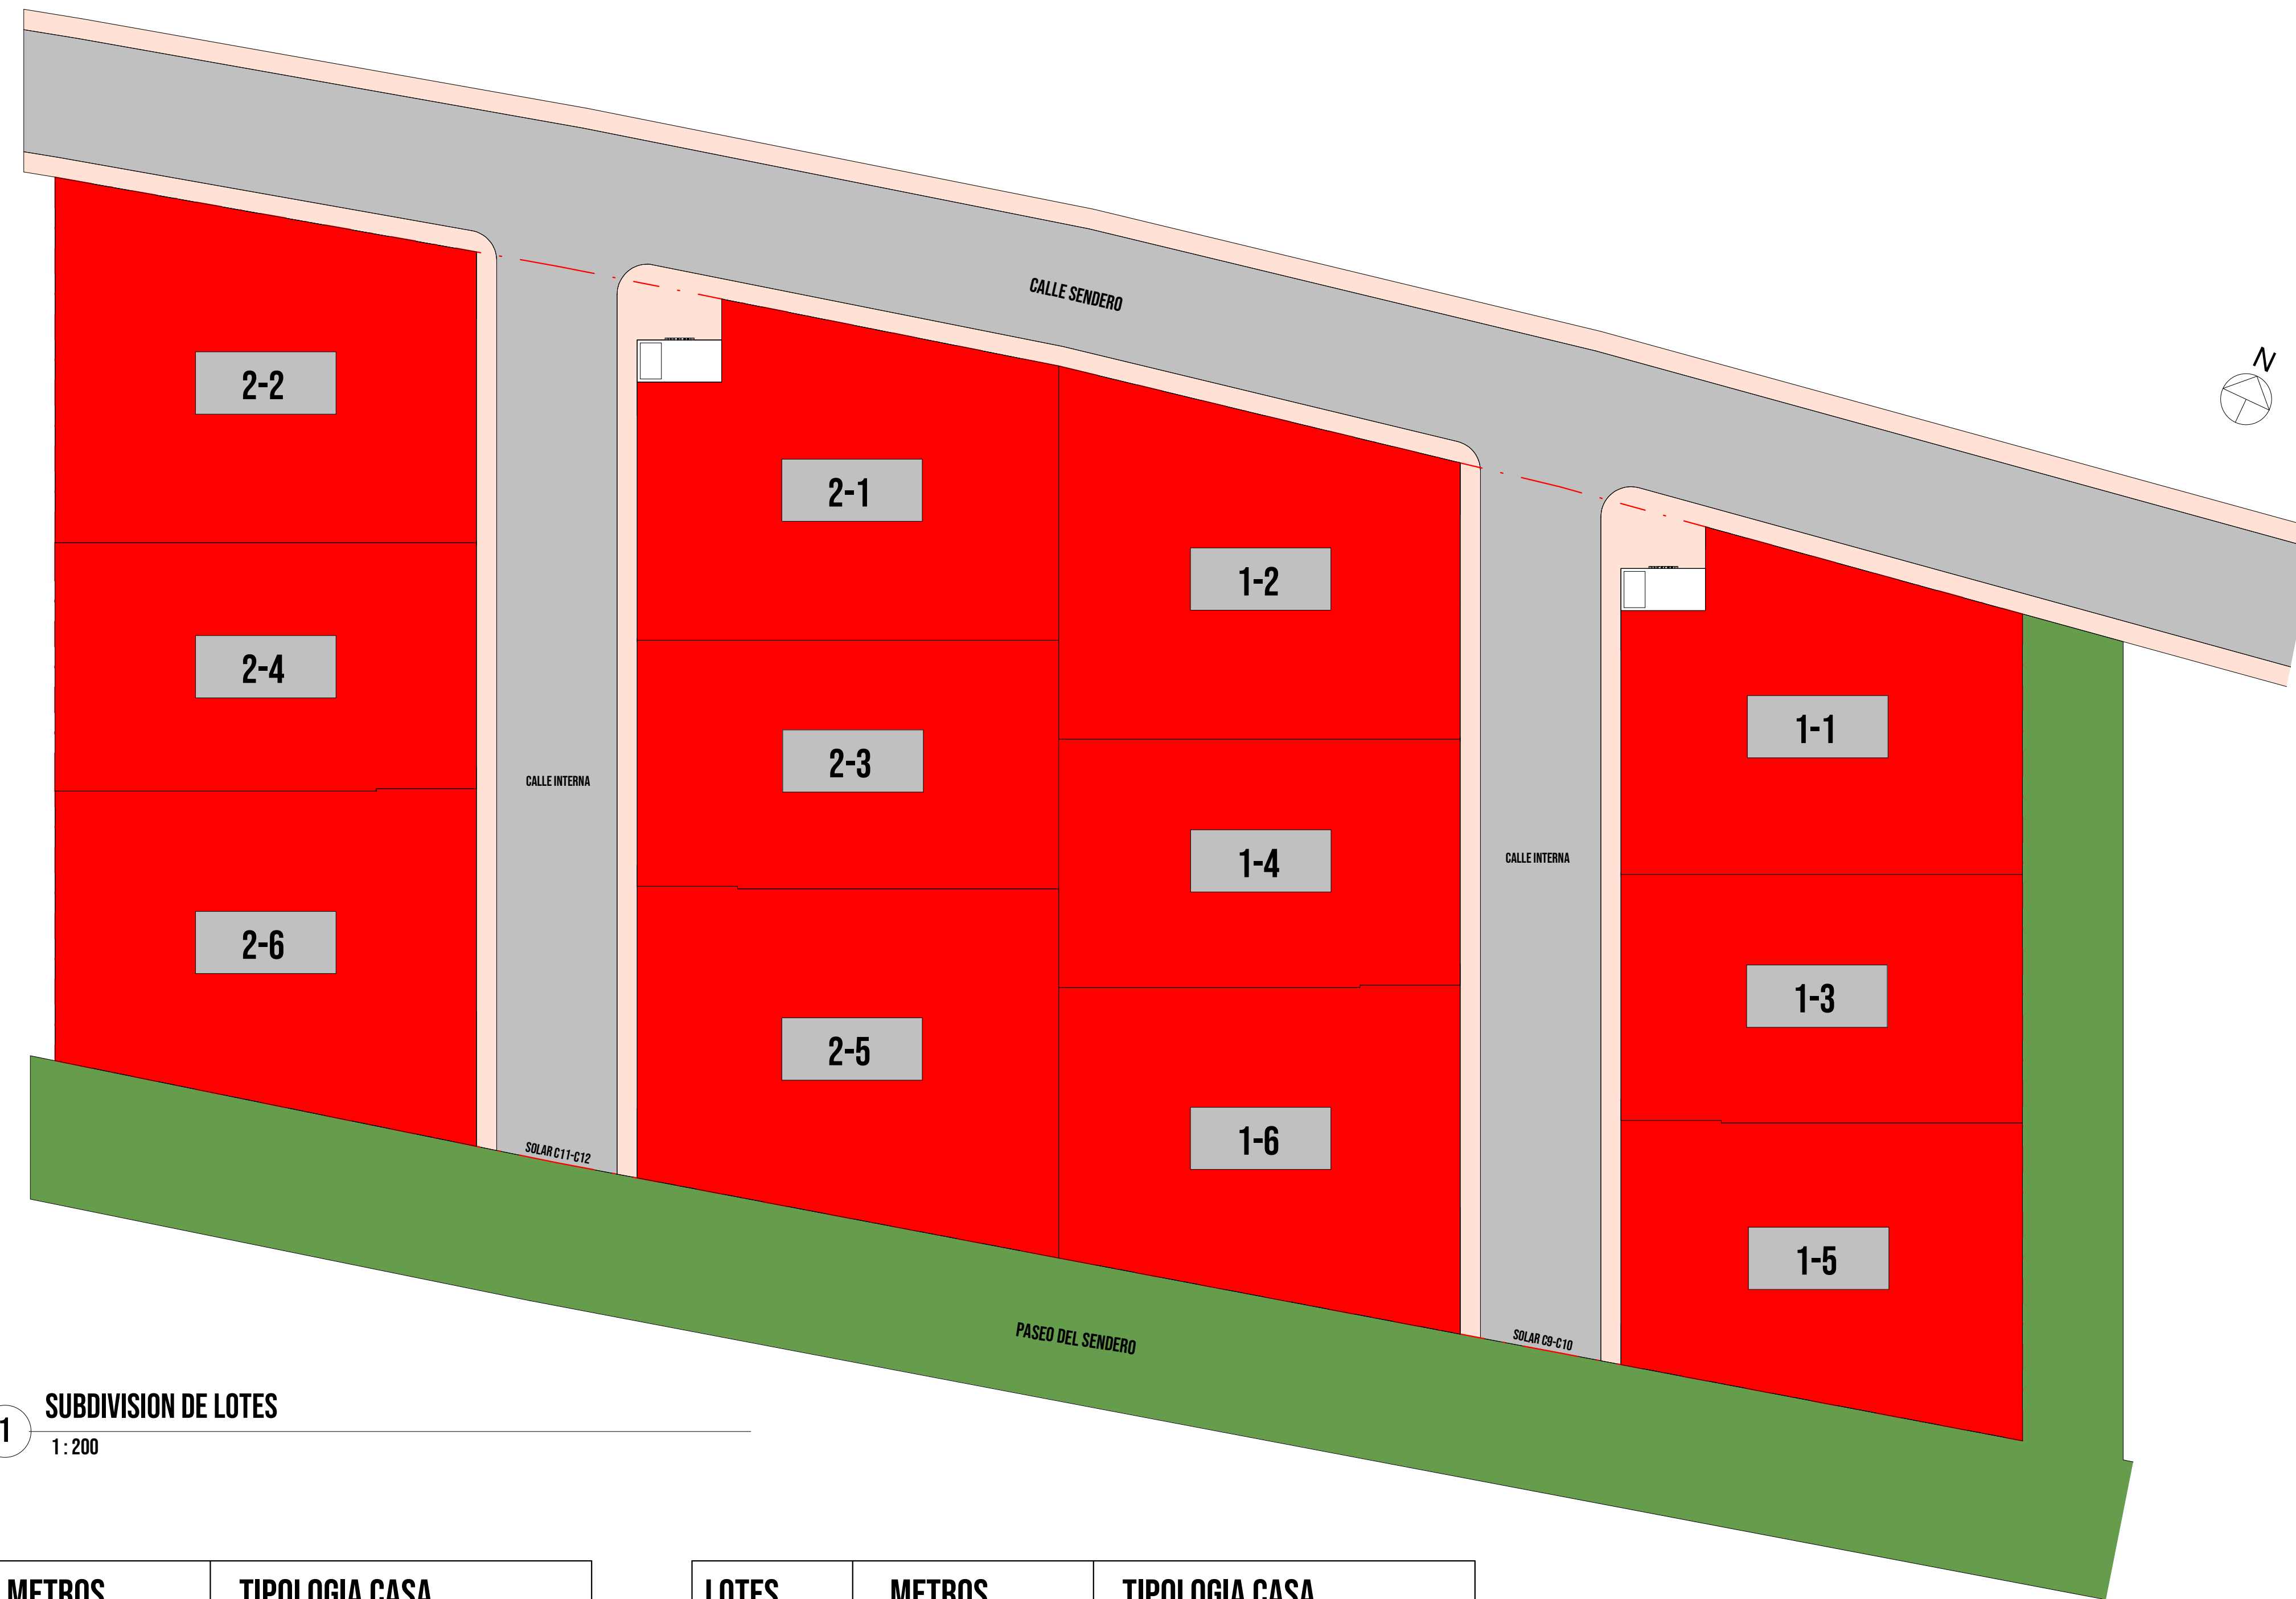 CALLE SENDERO
N
2-2
2-1
1-2
2-4
1-1
2-3
CALLE INTERNA
CALLE INTERNA
1-4
2-6
1-3
2-5
1-6
SOLAR C11-C12
1-5
PASEO DEL SENDERO
SOLAR C9-C10
1
SUBDIVISION DE LOTES
1 : 200
METROS
TIPOLOGIA CASA
LOTES
METROS
TIPOLOGIA CASA